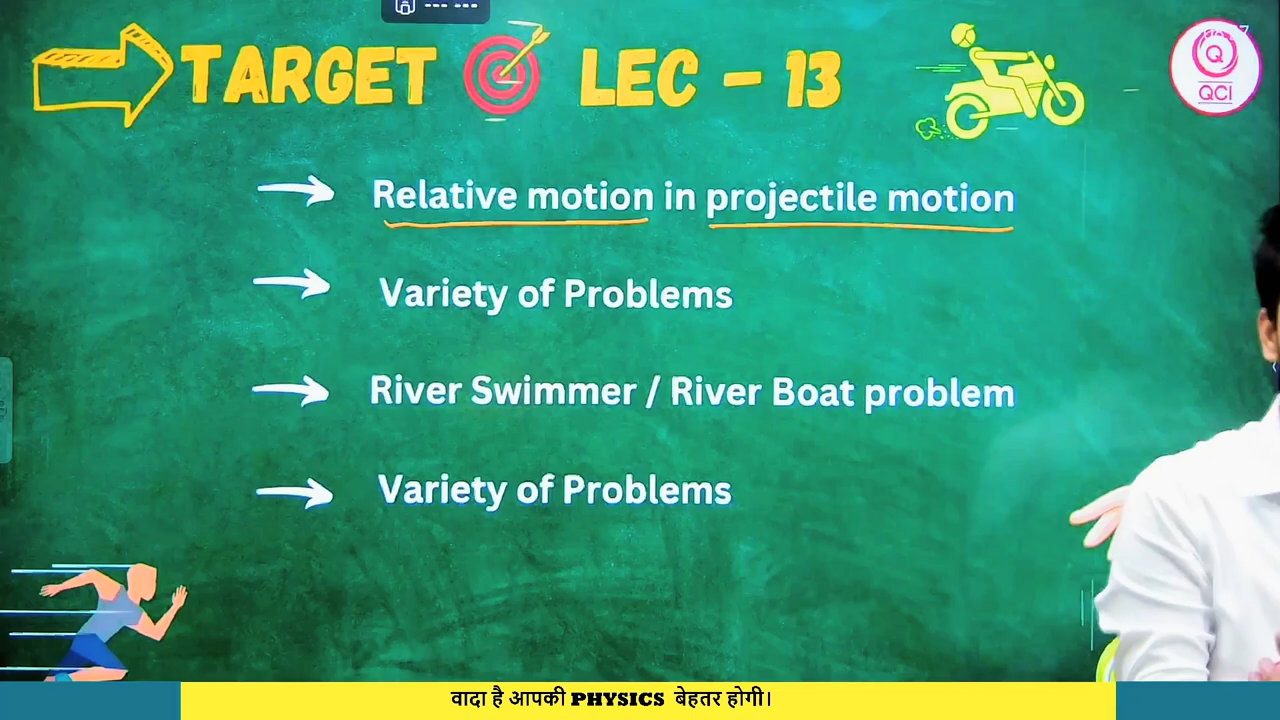 TARGET LEC - 13
Q
QCI
Relative motion in projectile motion
Variety of Problems
River Swimmer / River Boat problem
Variety of Problems
वादा है आपकी PHYSICS बेहतर होगी।